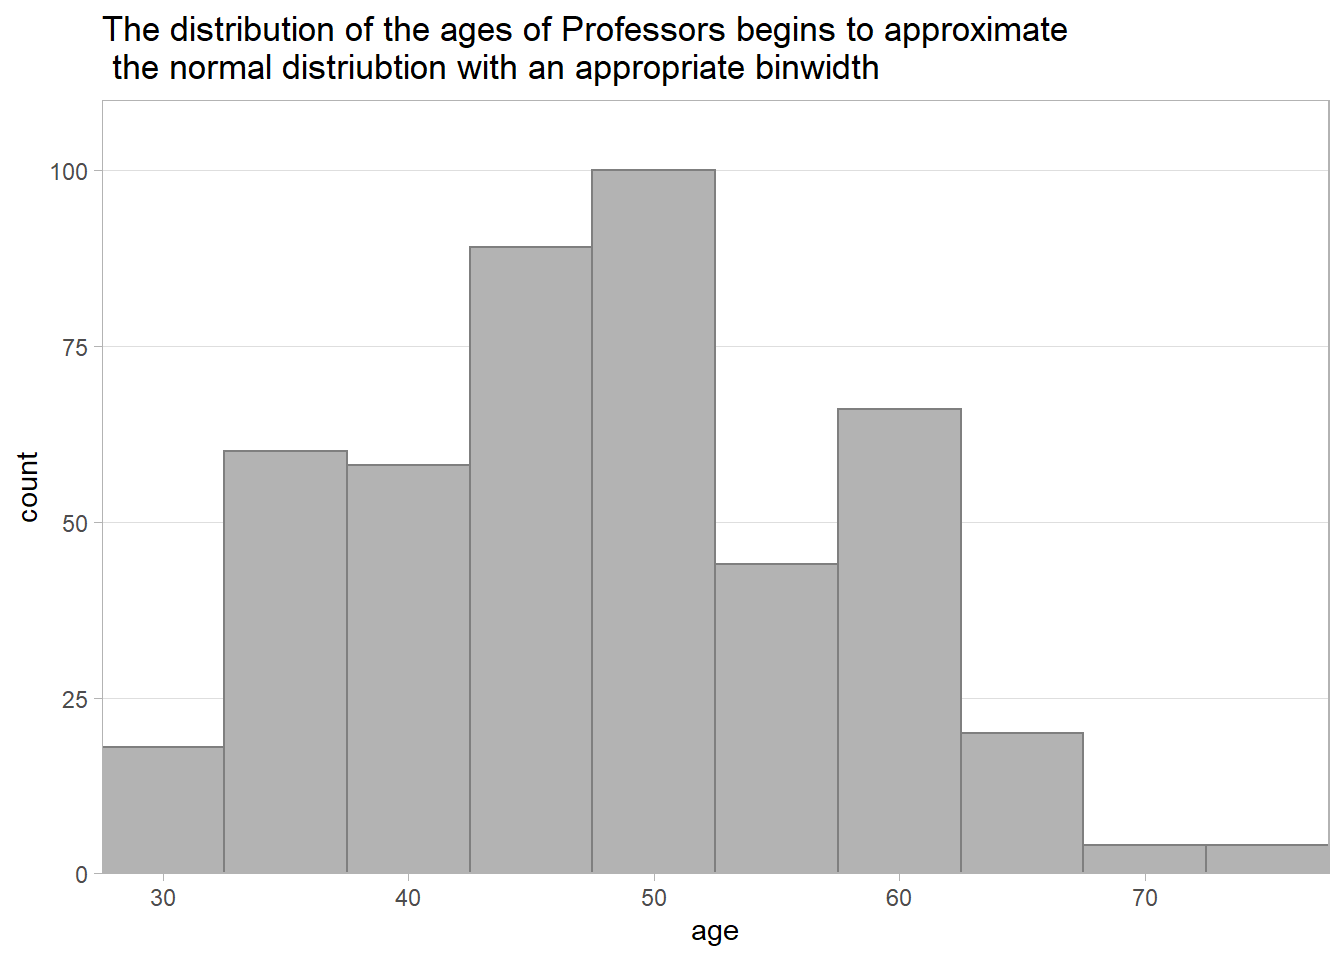 The distribution of the ages of Professors begins to approximate
the normal distriubtion with an appropriate binwidth
100
75
50
25
0
count
30 40 50 60 70
age